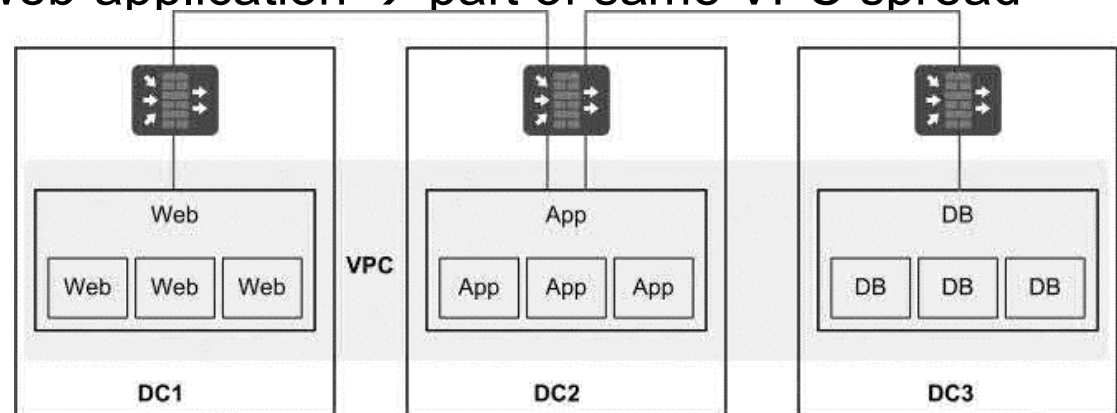 web application → part of same VPC spread
Web App DB
Web Web Web VPC App App App DB DB DB
DC1 DC2 DC3